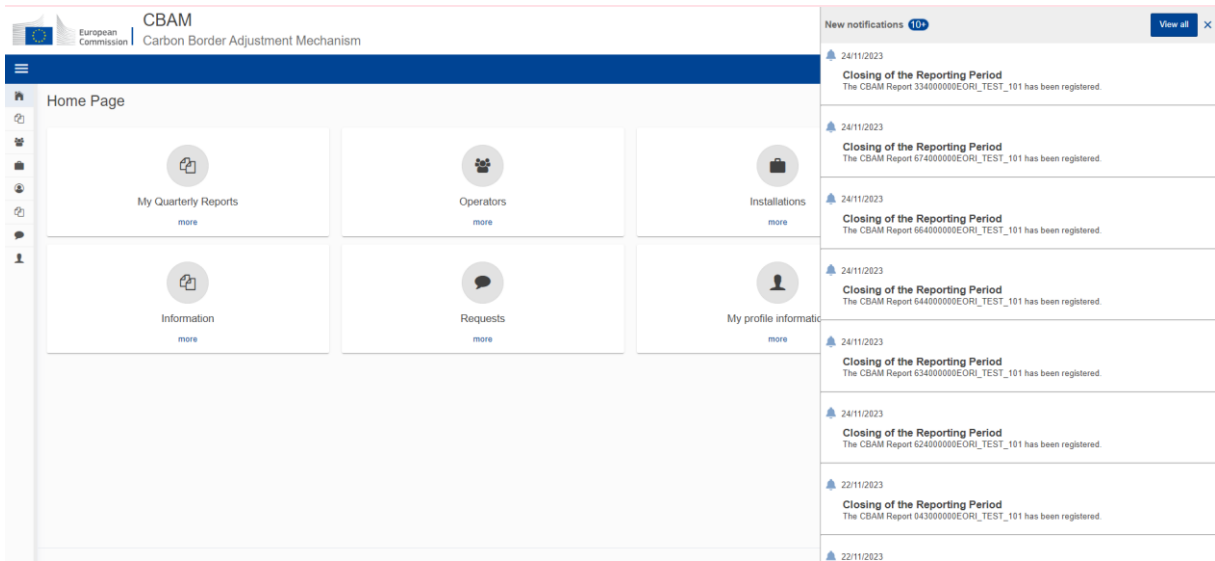 European
Commission
CBAM
Carbon Border Adjustment Mechanism
Home Page
My Quarterly Reports
more
Operators
more
Installations
more
Information
more
Requests
more
My profile informatic
more
New notifications 10+
View all
24/11/2023
Closing of the Reporting Period
The CBAM Report 334000000EORI_TEST_101 has been registered.
24/11/2023
Closing of the Reporting Period
The CBAM Report 674000000EORI_TEST_101 has been registered.
24/11/2023
Closing of the Reporting Period
The CBAM Report 664000000EORI_TEST_101 has been registered.
24/11/2023
Closing of the Reporting Period
The CBAM Report 644000000EORI_TEST_101 has been registered.
24/11/2023
Closing of the Reporting Period
The CBAM Report 634000000EORI_TEST_101 has been registered.
24/11/2023
Closing of the Reporting Period
The CBAM Report 624000000EORI_TEST_101 has been registered.
22/11/2023
Closing of the Reporting Period
The CBAM Report 043000000EORI_TEST_101 has been registered.
22/11/2023